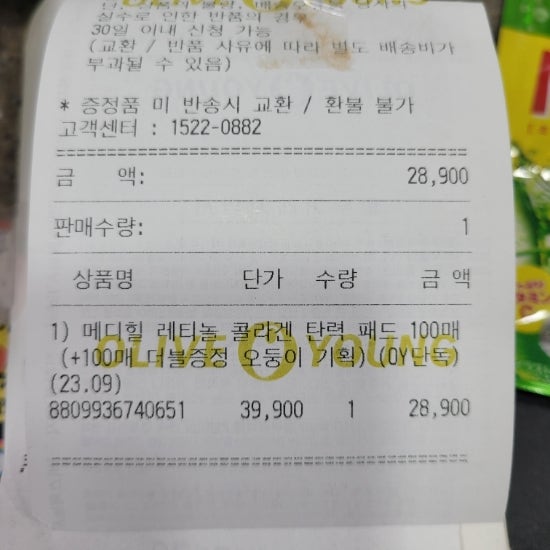 실수로 인한 반품의 경우
30일 이내 신청 가능
(교환 / 반품 사유에 따라 별도 배송비가
부과될 수 있음)
* 증정품 미 반송시 교환 / 환불 불가
고객센터 : 1522-0882
금 액: 28,900
판매수량: 1
상품명 단가 수량 금 액
1) 메디힐 레티놀 콜라겐 탄력 패드 100매
(+100매 더블증정 오둥이 기획) (OY단독)
(23.09)
8809936740651 39,900 1 28,900
OLIVE YOUNG